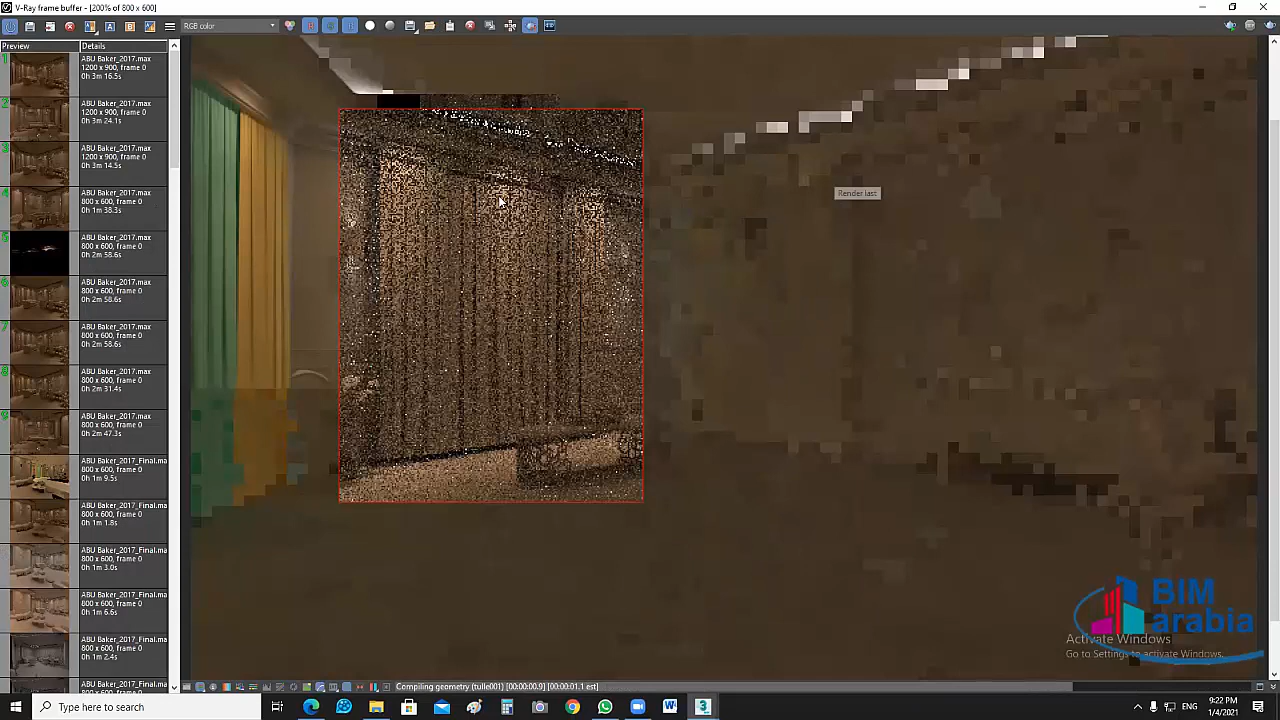 V-Ray frame buffer - [200% of 800 x 600]
RGB color
Preview
Details
1
ABU Baker_2017.max
1200 x 900, frame 0
0h 3m 16.5s
2
ABU Baker_2017.max
1200 x 900, frame 0
0h 3m 24.1s
3
ABU Baker_2017.max
1200 x 900, frame 0
0h 3m 14.5s
4
ABU Baker_2017.max
800 x 600, frame 0
0h 1m 38.3s
5
ABU Baker_2017.max
800 x 600, frame 0
0h 2m 58.6s
6
ABU Baker_2017.max
800 x 600, frame 0
0h 2m 58.6s
7
ABU Baker_2017.max
800 x 600, frame 0
0h 2m 58.6s
8
ABU Baker_2017.max
800 x 600, frame 0
0h 2m 31.4s
9
ABU Baker_2017.max
800 x 600, frame 0
0h 2m 47.3s
ABU Baker_2017_Final.ma
800 x 600, frame 0
0h 1m 9.5s
ABU Baker_2017_Final.ma
800 x 600, frame 0
0h 1m 1.8s
ABU Baker_2017_Final.ma
800 x 600, frame 0
0h 1m 3.0s
ABU Baker_2017_Final.ma
800 x 600, frame 0
0h 1m 6.6s
ABU Baker_2017_Final.ma
800 x 600, frame 0
0h 1m 2.4s
ABU Baker_2017_Final.ma
Render last
BIM
arabia
Activate Windows
Go to Settings to activate Windows.
Compiling geometry (tulle001) [00:00:00.9] [00:00:01.1 est]
Type here to search
ENG
9:22 PM
1/4/2021